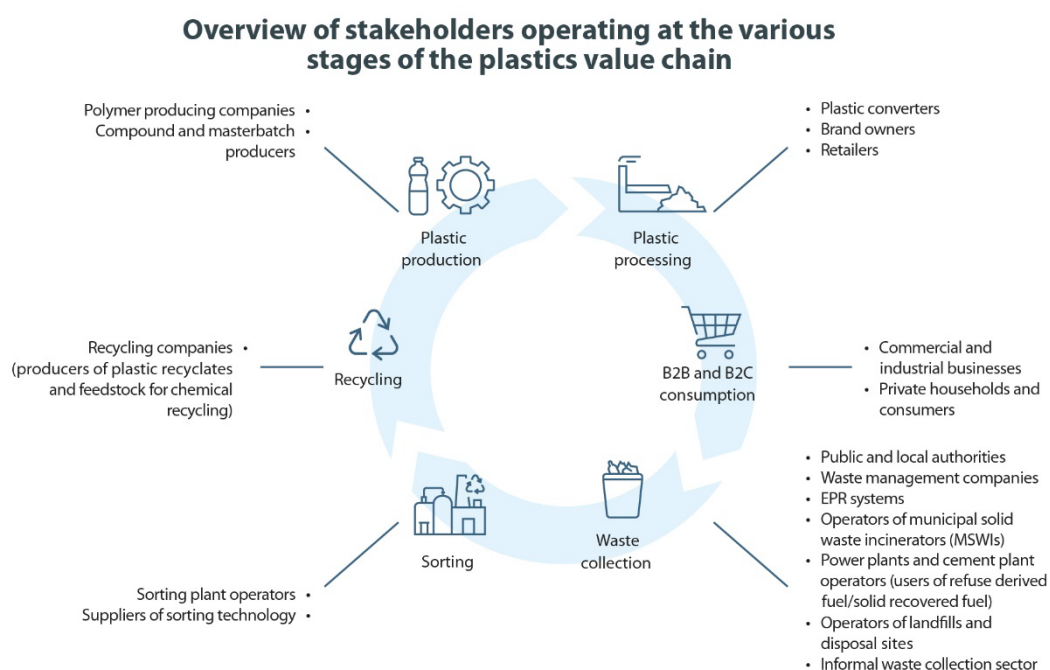 Overview of stakeholders operating at the various
stages of the plastics value chain
Polymer producing companies •
Compound and masterbatch •
producers
• Plastic converters
• Brand owners
• Retailers
Plastic
production
Plastic
processing
Recycling companies •
(producers of plastic recyclates
and feedstock for chemical
recycling)
Recycling
B2B and B2C
consumption
• Commercial and
industrial businesses
• Private households and
consumers
Sorting
Waste
collection
• Public and local authorities
• Waste management companies
• EPR systems
• Operators of municipal solid
waste incinerators (MSWIs)
• Power plants and cement plant
operators (users of refuse derived
fuel/solid recovered fuel)
• Operators of landfills and
disposal sites
• Informal waste collection sector
Sorting plant operators •
Suppliers of sorting technology •